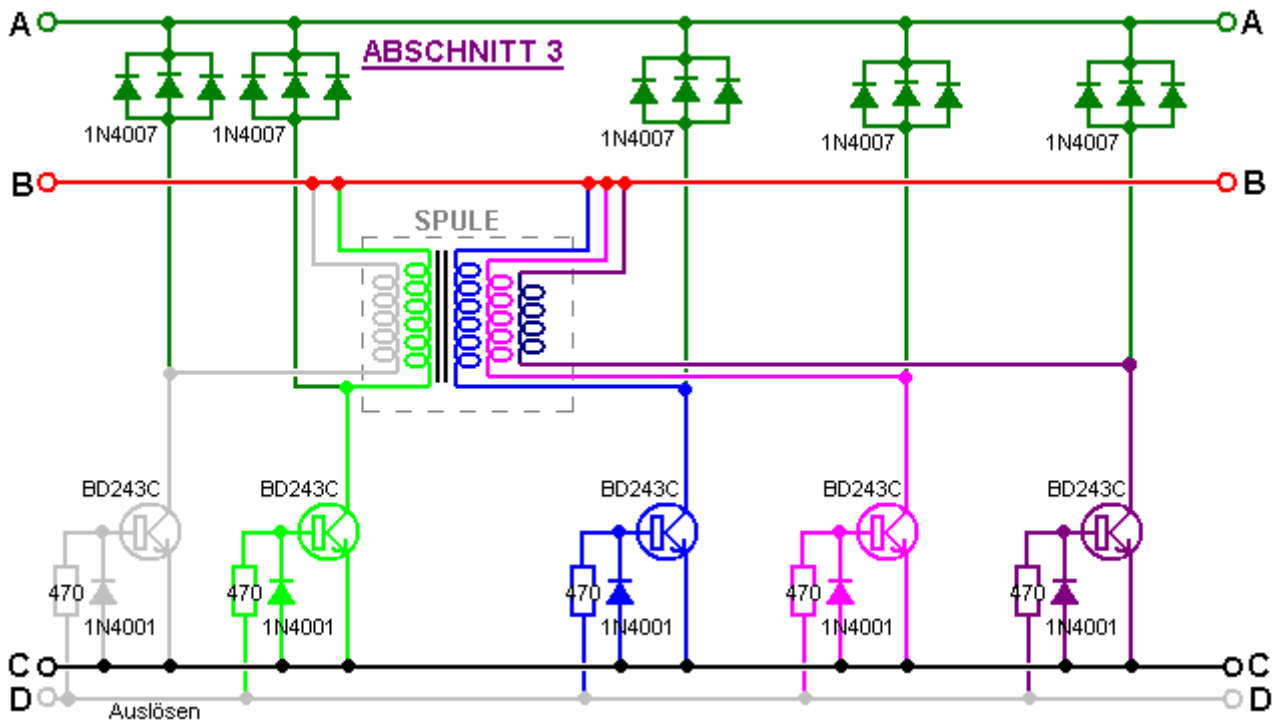 A A
ABSCHNITT 3
1N4007 1N4007 1N4007 1N4007 1N4007
B B
SPULE
BD243C BD243C BD243C BD243C BD243C
470 470 470 470 470
1N4001 1N4001 1N4001 1N4001 1N4001
C C
D D
Auslösen